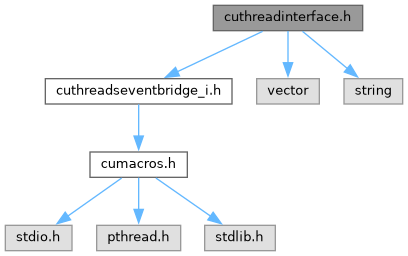 cuthreadinterface.h
cuthreadseventbridge_i.h
vector
string
cumacros.h
stdio.h
pthread.h
stdlib.h